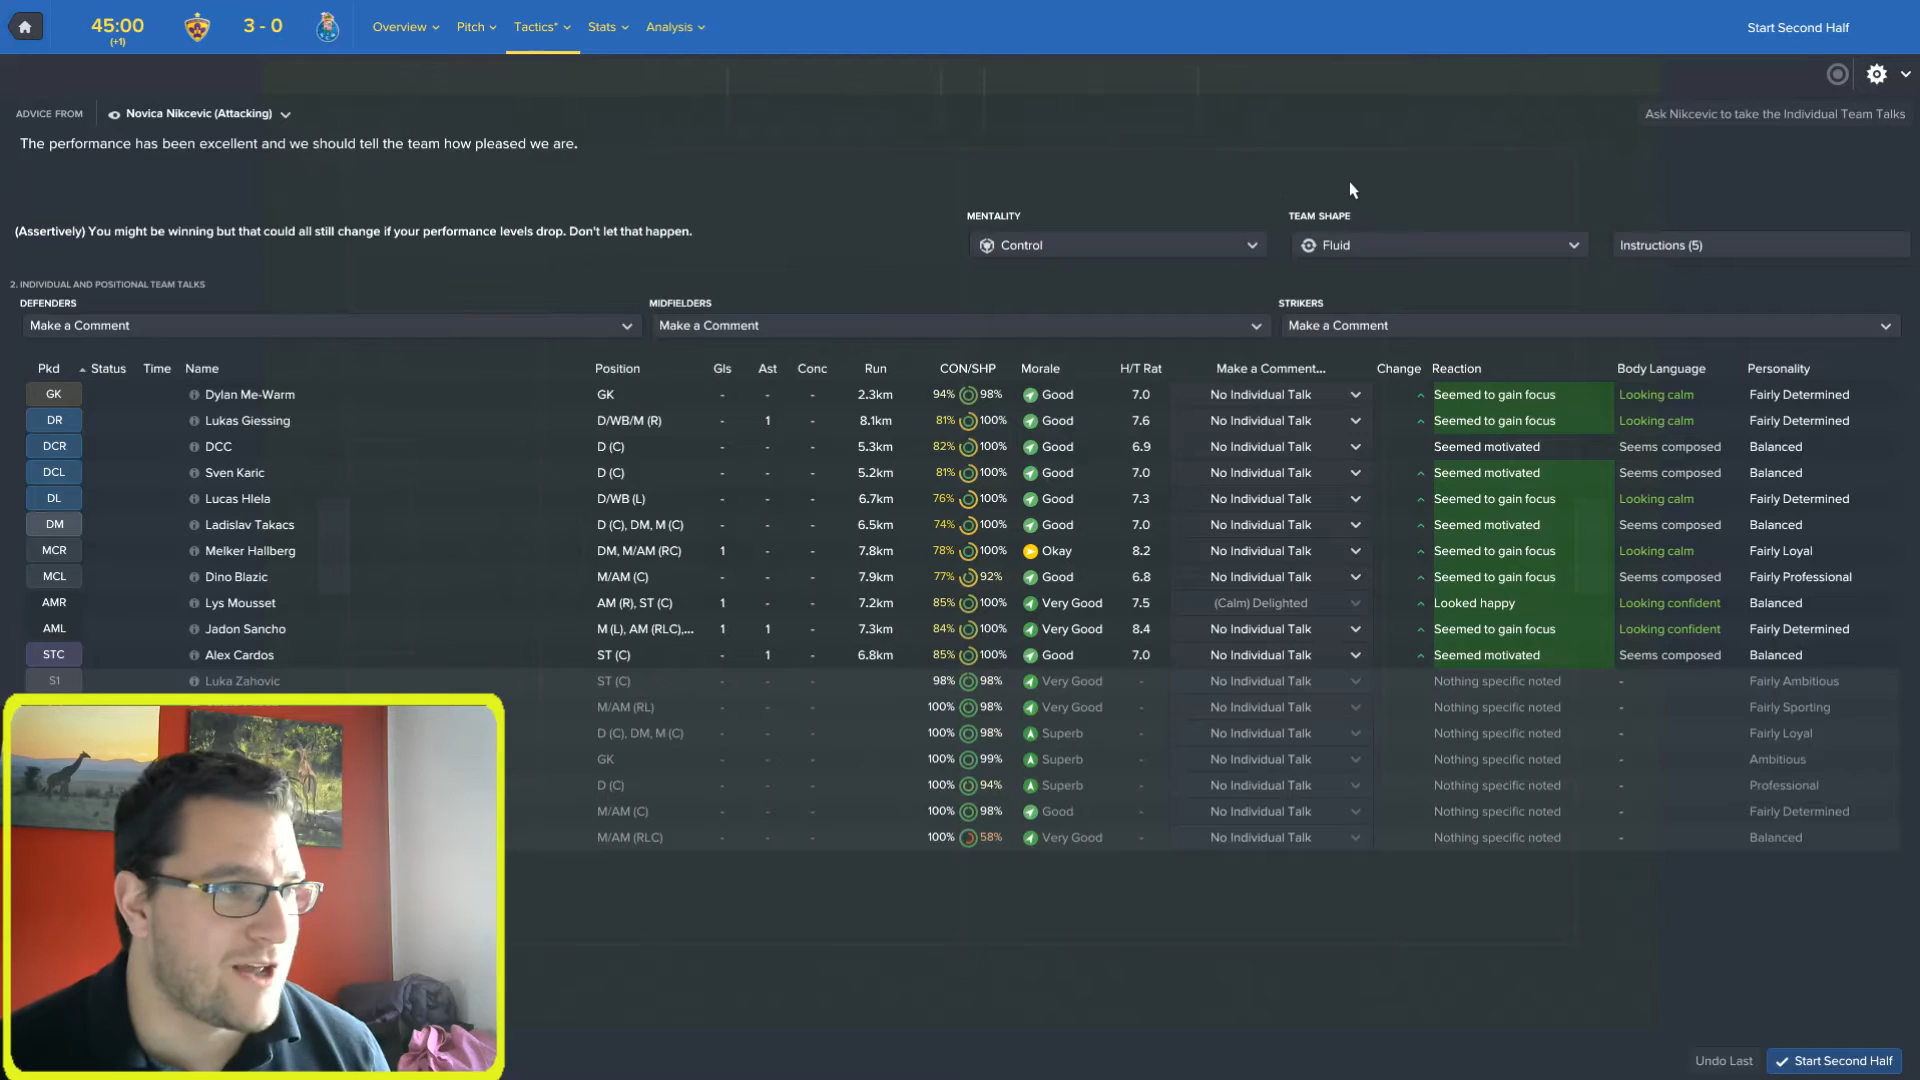 45:00
(+1)
3 - 0
Overview
Pitch
Tactics*
Stats
Analysis
Start Second Half
ADVICE FROM
Novica Nikcevic (Attacking)
Ask Nikcevic to take the Individual Team Talks
The performance has been excellent and we should tell the team how pleased we are.
MENTALITY
TEAM SHAPE
(Assertively) You might be winning but that could all still change if your performance levels drop. Don't let that happen.
Control
Fluid
Instructions (5)
2. INDIVIDUAL AND POSITIONAL TEAM TALKS
DEFENDERS
MIDFIELDERS
STRIKERS
Make a Comment
Make a Comment
Make a Comment
Pkd Status Time Name Position Gls Ast Conc Run CON/SHP Morale H/T Rat Make a Comment... Change Reaction Body Language Personality
GK Dylan Me-Warm GK - - - 2.3km 94% 98% Good 7.0 No Individual Talk Seemed to gain focus Looking calm Fairly Determined
DR Lukas Giessing D/WB/M (R) - 1 - 8.1km 81% 100% Good 7.6 No Individual Talk Seemed to gain focus Looking calm Fairly Determined
DCR DCC D (C) - - - 5.3km 82% 100% Good 6.9 No Individual Talk Seemed motivated Seems composed Balanced
DCL Sven Karic D (C) - - - 5.2km 81% 100% Good 7.0 No Individual Talk Seemed motivated Seems composed Balanced
DL Lucas Hlela D/WB (L) - - - 6.7km 76% 100% Good 7.3 No Individual Talk Seemed to gain focus Looking calm Fairly Determined
DM Ladislav Takacs D (C), DM, M (C) - - - 6.5km 74% 100% Good 7.0 No Individual Talk Seemed motivated Seems composed Balanced
MCR Melker Hallberg DM, M/AM (RC) 1 - - 7.8km 78% 100% Okay 8.2 No Individual Talk Seemed to gain focus Looking calm Fairly Loyal
MCL Dino Blazic M/AM (C) - - - 7.9km 77% 92% Good 6.8 No Individual Talk Seemed to gain focus Seems composed Fairly Professional
AMR Lys Mousset AM (R), ST (C) 1 - - 7.2km 85% 100% Very Good 7.5 (Calm) Delighted Looked happy Looking confident Balanced
AML Jadon Sancho M (L), AM (RLC),... 1 1 - 7.3km 84% 100% Very Good 8.4 No Individual Talk Seemed to gain focus Looking confident Fairly Determined
STC Alex Cardos ST (C) - 1 - 6.8km 85% 100% Good 7.0 No Individual Talk Seemed motivated Seems composed Balanced
S1 Luka Zahovic ST (C) - - - 98% 98% Very Good - No Individual Talk Nothing specific noted - Fairly Ambitious
M/AM (RL) - - - 100% 98% Very Good - No Individual Talk Nothing specific noted - Fairly Sporting
D (C), DM, M (C) - - - 100% 98% Superb - No Individual Talk Nothing specific noted - Fairly Loyal
GK - - - 100% 99% Superb - No Individual Talk Nothing specific noted - Ambitious
D (C) - - - 100% 94% Superb - No Individual Talk Nothing specific noted - Professional
M/AM (C) - - - 100% 98% Good - No Individual Talk Nothing specific noted - Fairly Determined
M/AM (RLC) - - - 100% 58% Very Good - No Individual Talk Nothing specific noted - Balanced
Undo Last
Start Second Half